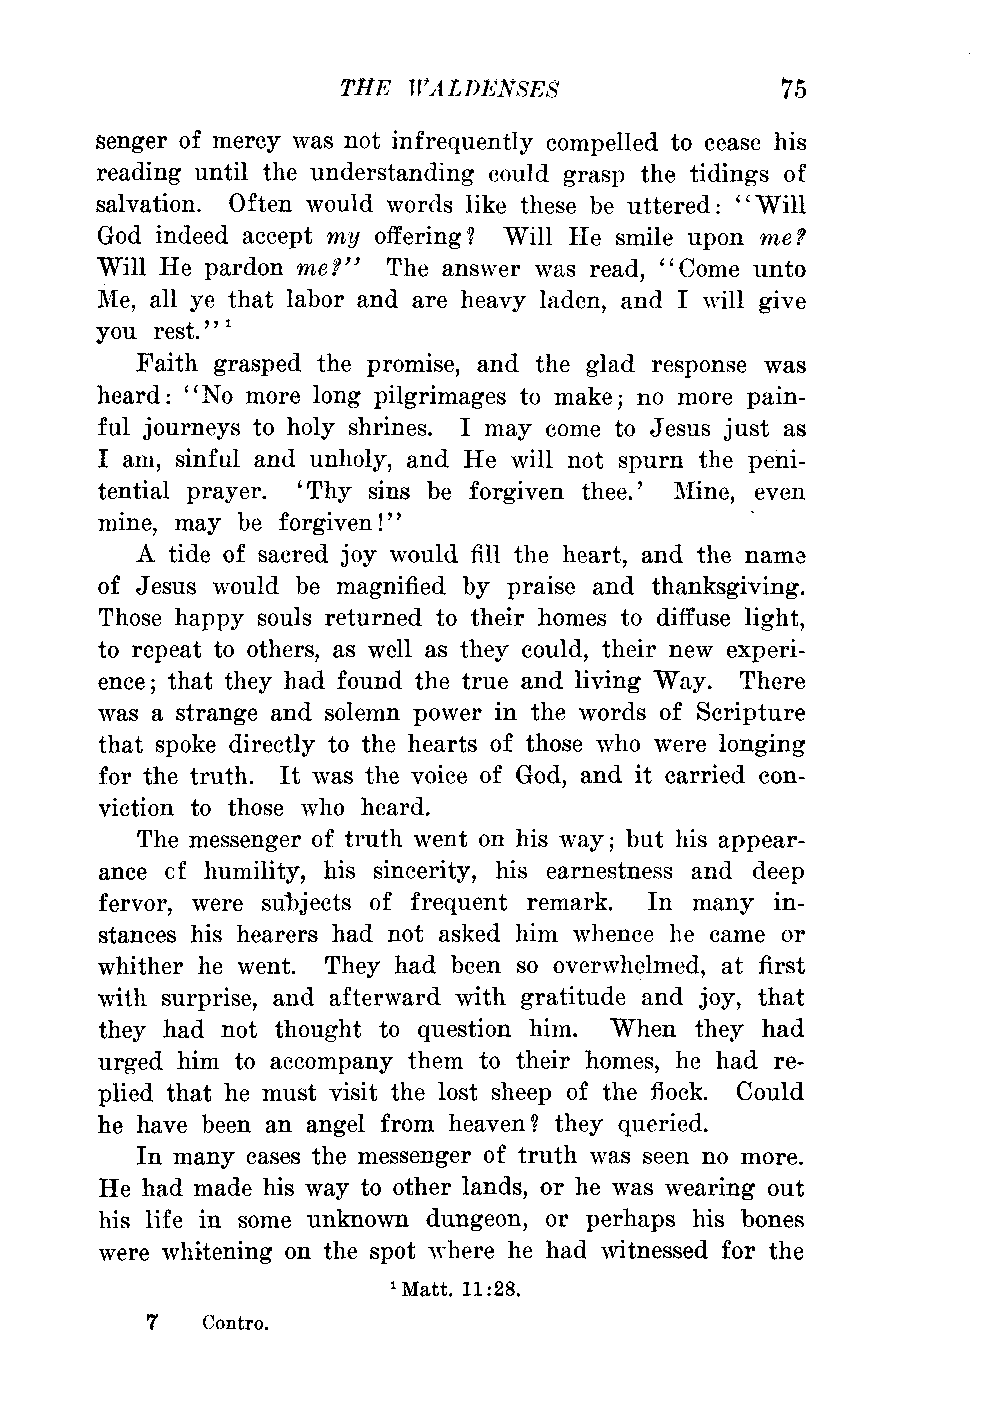 THE WALDENSES 75
senger of mercy was not infrequently compelled to cease his
reading until the understanding could grasp the tidings of
salvation. Often would words like these be uttered: "Will
God indeed accept my offering? Will He smile upon me?
Will He pardon me?" The answer was read, "Come unto
Me, all ye that labor and are heavy laden, and I will give
you rest." ¹
Faith grasped the promise, and the glad response was
heard: "No more long pilgrimages to make; no more pain-
ful journeys to holy shrines. I may come to Jesus just as
I am, sinful and unholy, and He will not spurn the peni-
tential prayer. 'Thy sins be forgiven thee.' Mine, even
mine, may be forgiven!"
A tide of sacred joy would fill the heart, and the name
of Jesus would be magnified by praise and thanksgiving.
Those happy souls returned to their homes to diffuse light,
to repeat to others, as well as they could, their new experi-
ence; that they had found the true and living Way. There
was a strange and solemn power in the words of Scripture
that spoke directly to the hearts of those who were longing
for the truth. It was the voice of God, and it carried con-
viction to those who heard.
The messenger of truth went on his way; but his appear-
ance of humility, his sincerity, his earnestness and deep
fervor, were subjects of frequent remark. In many in-
stances his hearers had not asked him whence he came or
whither he went. They had been so overwhelmed, at first
with surprise, and afterward with gratitude and joy, that
they had not thought to question him. When they had
urged him to accompany them to their homes, he had re-
plied that he must visit the lost sheep of the flock. Could
he have been an angel from heaven? they queried.
In many cases the messenger of truth was seen no more.
He had made his way to other lands, or he was wearing out
his life in some unknown dungeon, or perhaps his bones
were whitening on the spot where he had witnessed for the
¹ Matt. 11:28.
7 Contro.